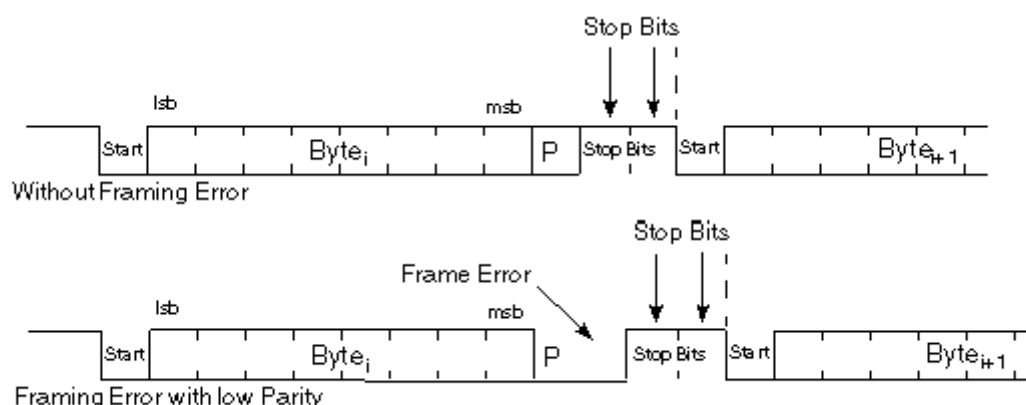 Stop Bits
lsb msb
Start Byte i P Stop Bits Start Byte i+1
Without Framing Error
Stop Bits
Frame Error
lsb msb
Start Byte i P Stop Bits Start Byte i+1
Framing Error with low Parity